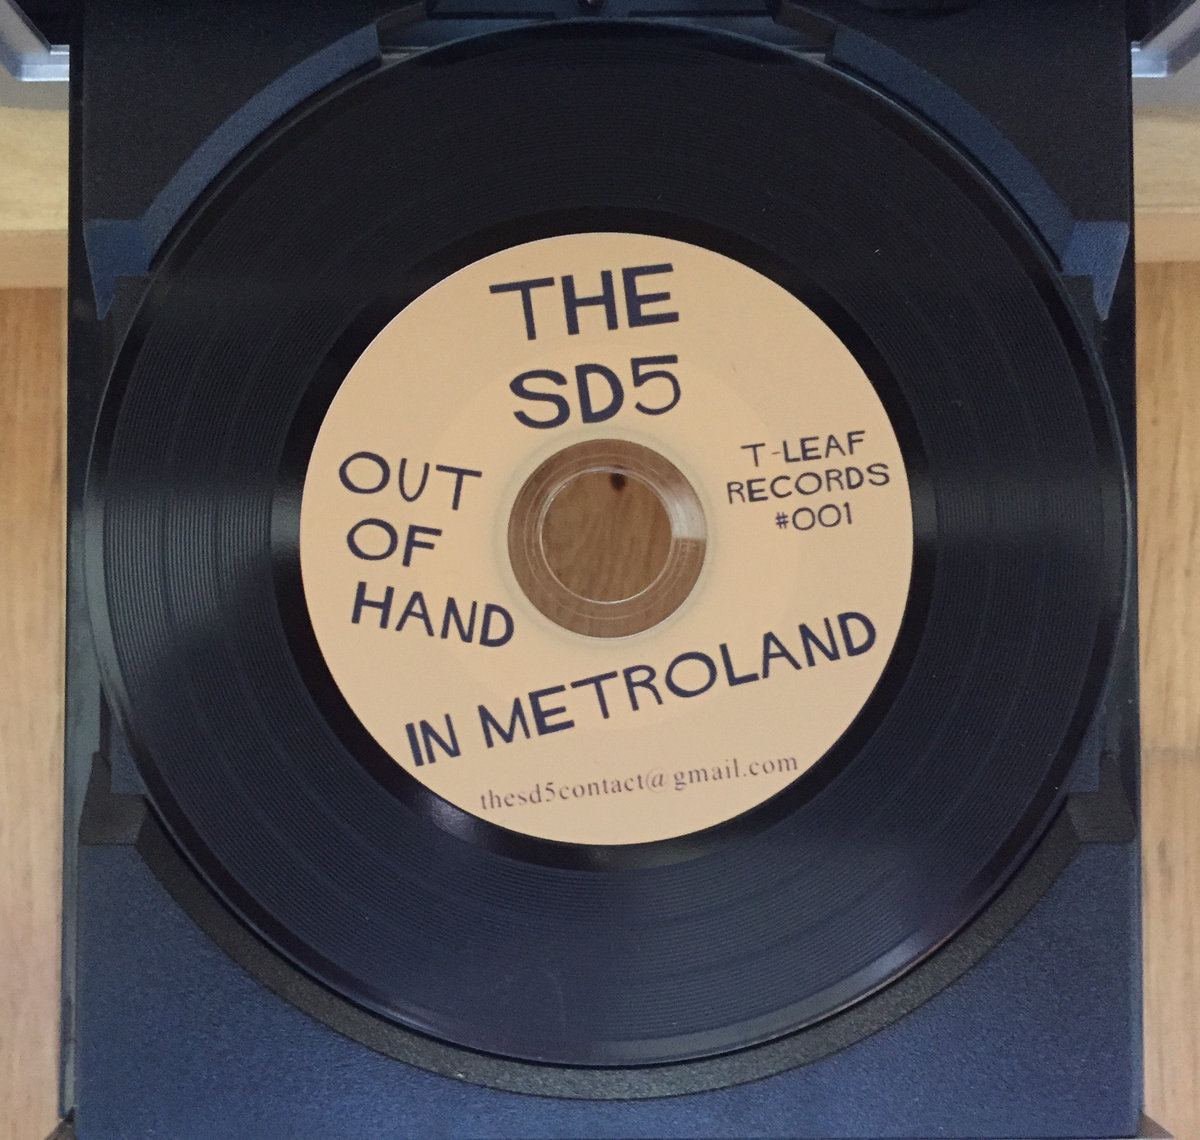 THE
SD5
OUT
OF
HAND
T-LEAF
RECORDS
#001
IN METROLAND
thesd5contact@gmail.com